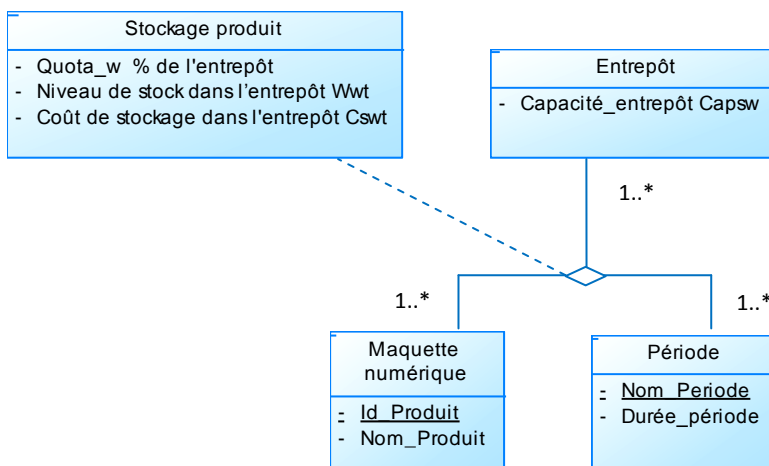 Stockage produit
- Quota_w % de l'entrepôt
- Niveau de stock dans l'entrepôt Wwt
- Coût de stockage dans l'entrepôt Cswt
Entrepôt
- Capacité_entrepôt Capsw
1..*
1..*
1..*
Maquette
numérique
- Id_Produit
- Nom_Produit
Période
- Nom_Periode
- Durée_période